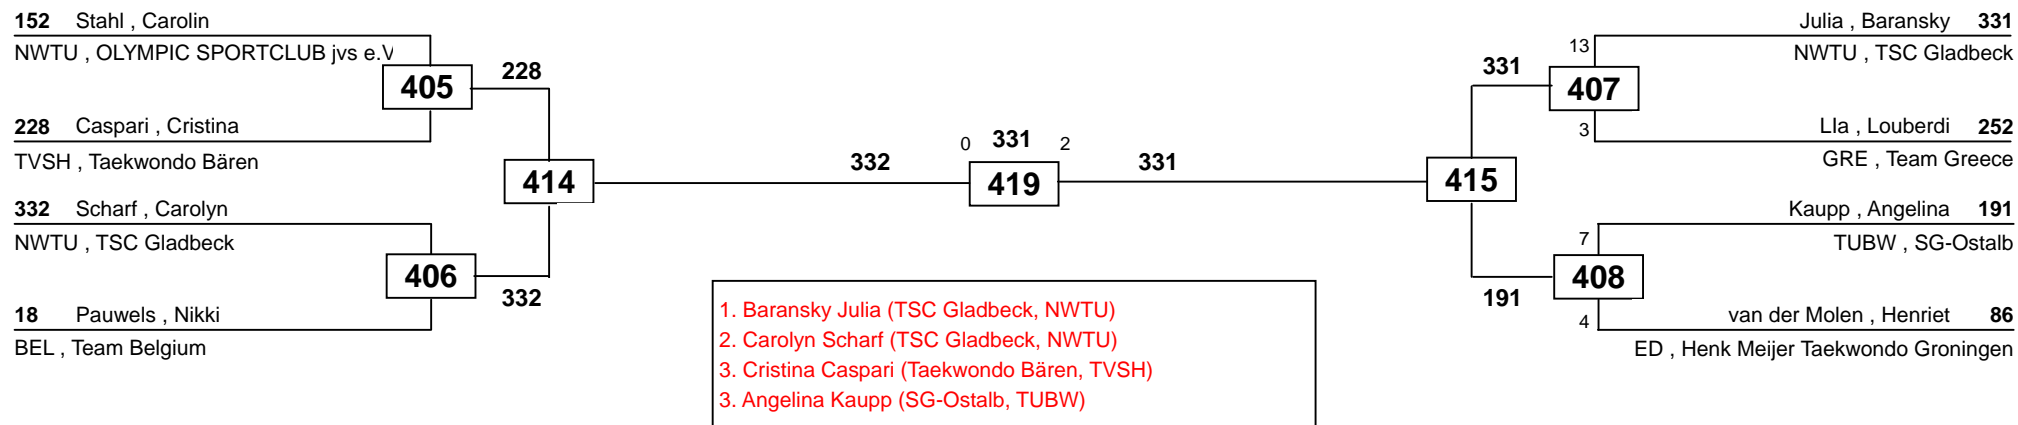 152 Stahl , Carolin
NWTU , OLYMPIC SPORTCLUB jvs e.V
405
228
228 Caspari , Cristina
TVSH , Taekwondo Bären
414
332 Scharf , Carolyn
NWTU , TSC Gladbeck
406
332
18 Pauwels , Nikki
BEL , Team Belgium
332
0 331 2
419
331
Julia , Baransky 331
13
NWTU , TSC Gladbeck
331
407
3
Lla , Louberdi 252
GRE , Team Greece
415
Kaupp , Angelina 191
7
TUBW , SG-Ostalb
408
191
4
van der Molen , Henriet 86
ED , Henk Meijer Taekwondo Groningen
1. Baransky Julia (TSC Gladbeck, NWTU)
2. Carolyn Scharf (TSC Gladbeck, NWTU)
3. Cristina Caspari (Taekwondo Bären, TVSH)
3. Angelina Kaupp (SG-Ostalb, TUBW)